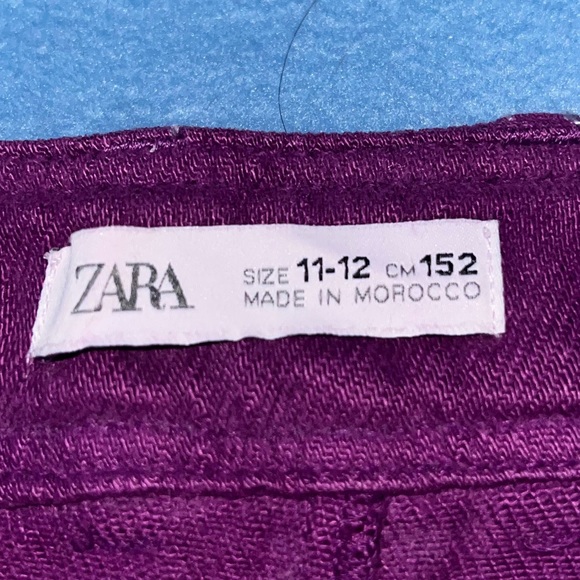 ZARA
SIZE 11-12 CM 152
MADE IN MOROCCO